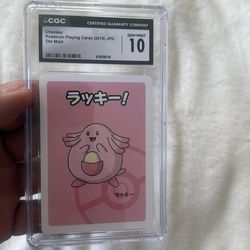 CGC
CERTIFIED GUARANTY COMPANY
Chansey
Pokémon Playing Cards (2019) JPN -
Old Maid
GEM MINT
10
ラッキー!
ラッキー